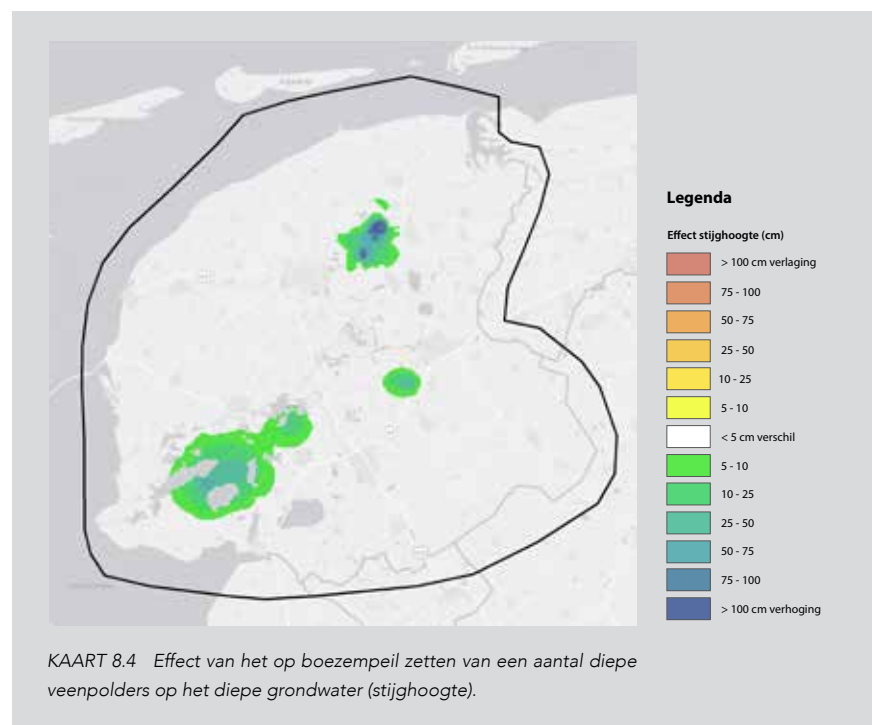 Legenda
Effect stijghoogte (cm)
> 100 cm verlaging
75 - 100
50 - 75
25 - 50
10 - 25
5 - 10
< 5 cm verschil
5 - 10
10 - 25
25 - 50
50 - 75
75 - 100
> 100 cm verhoging
KAART 8.4 Effect van het op boezempeil zetten van een aantal diepe
veenpolders op het diepe grondwater (stijghoogte).